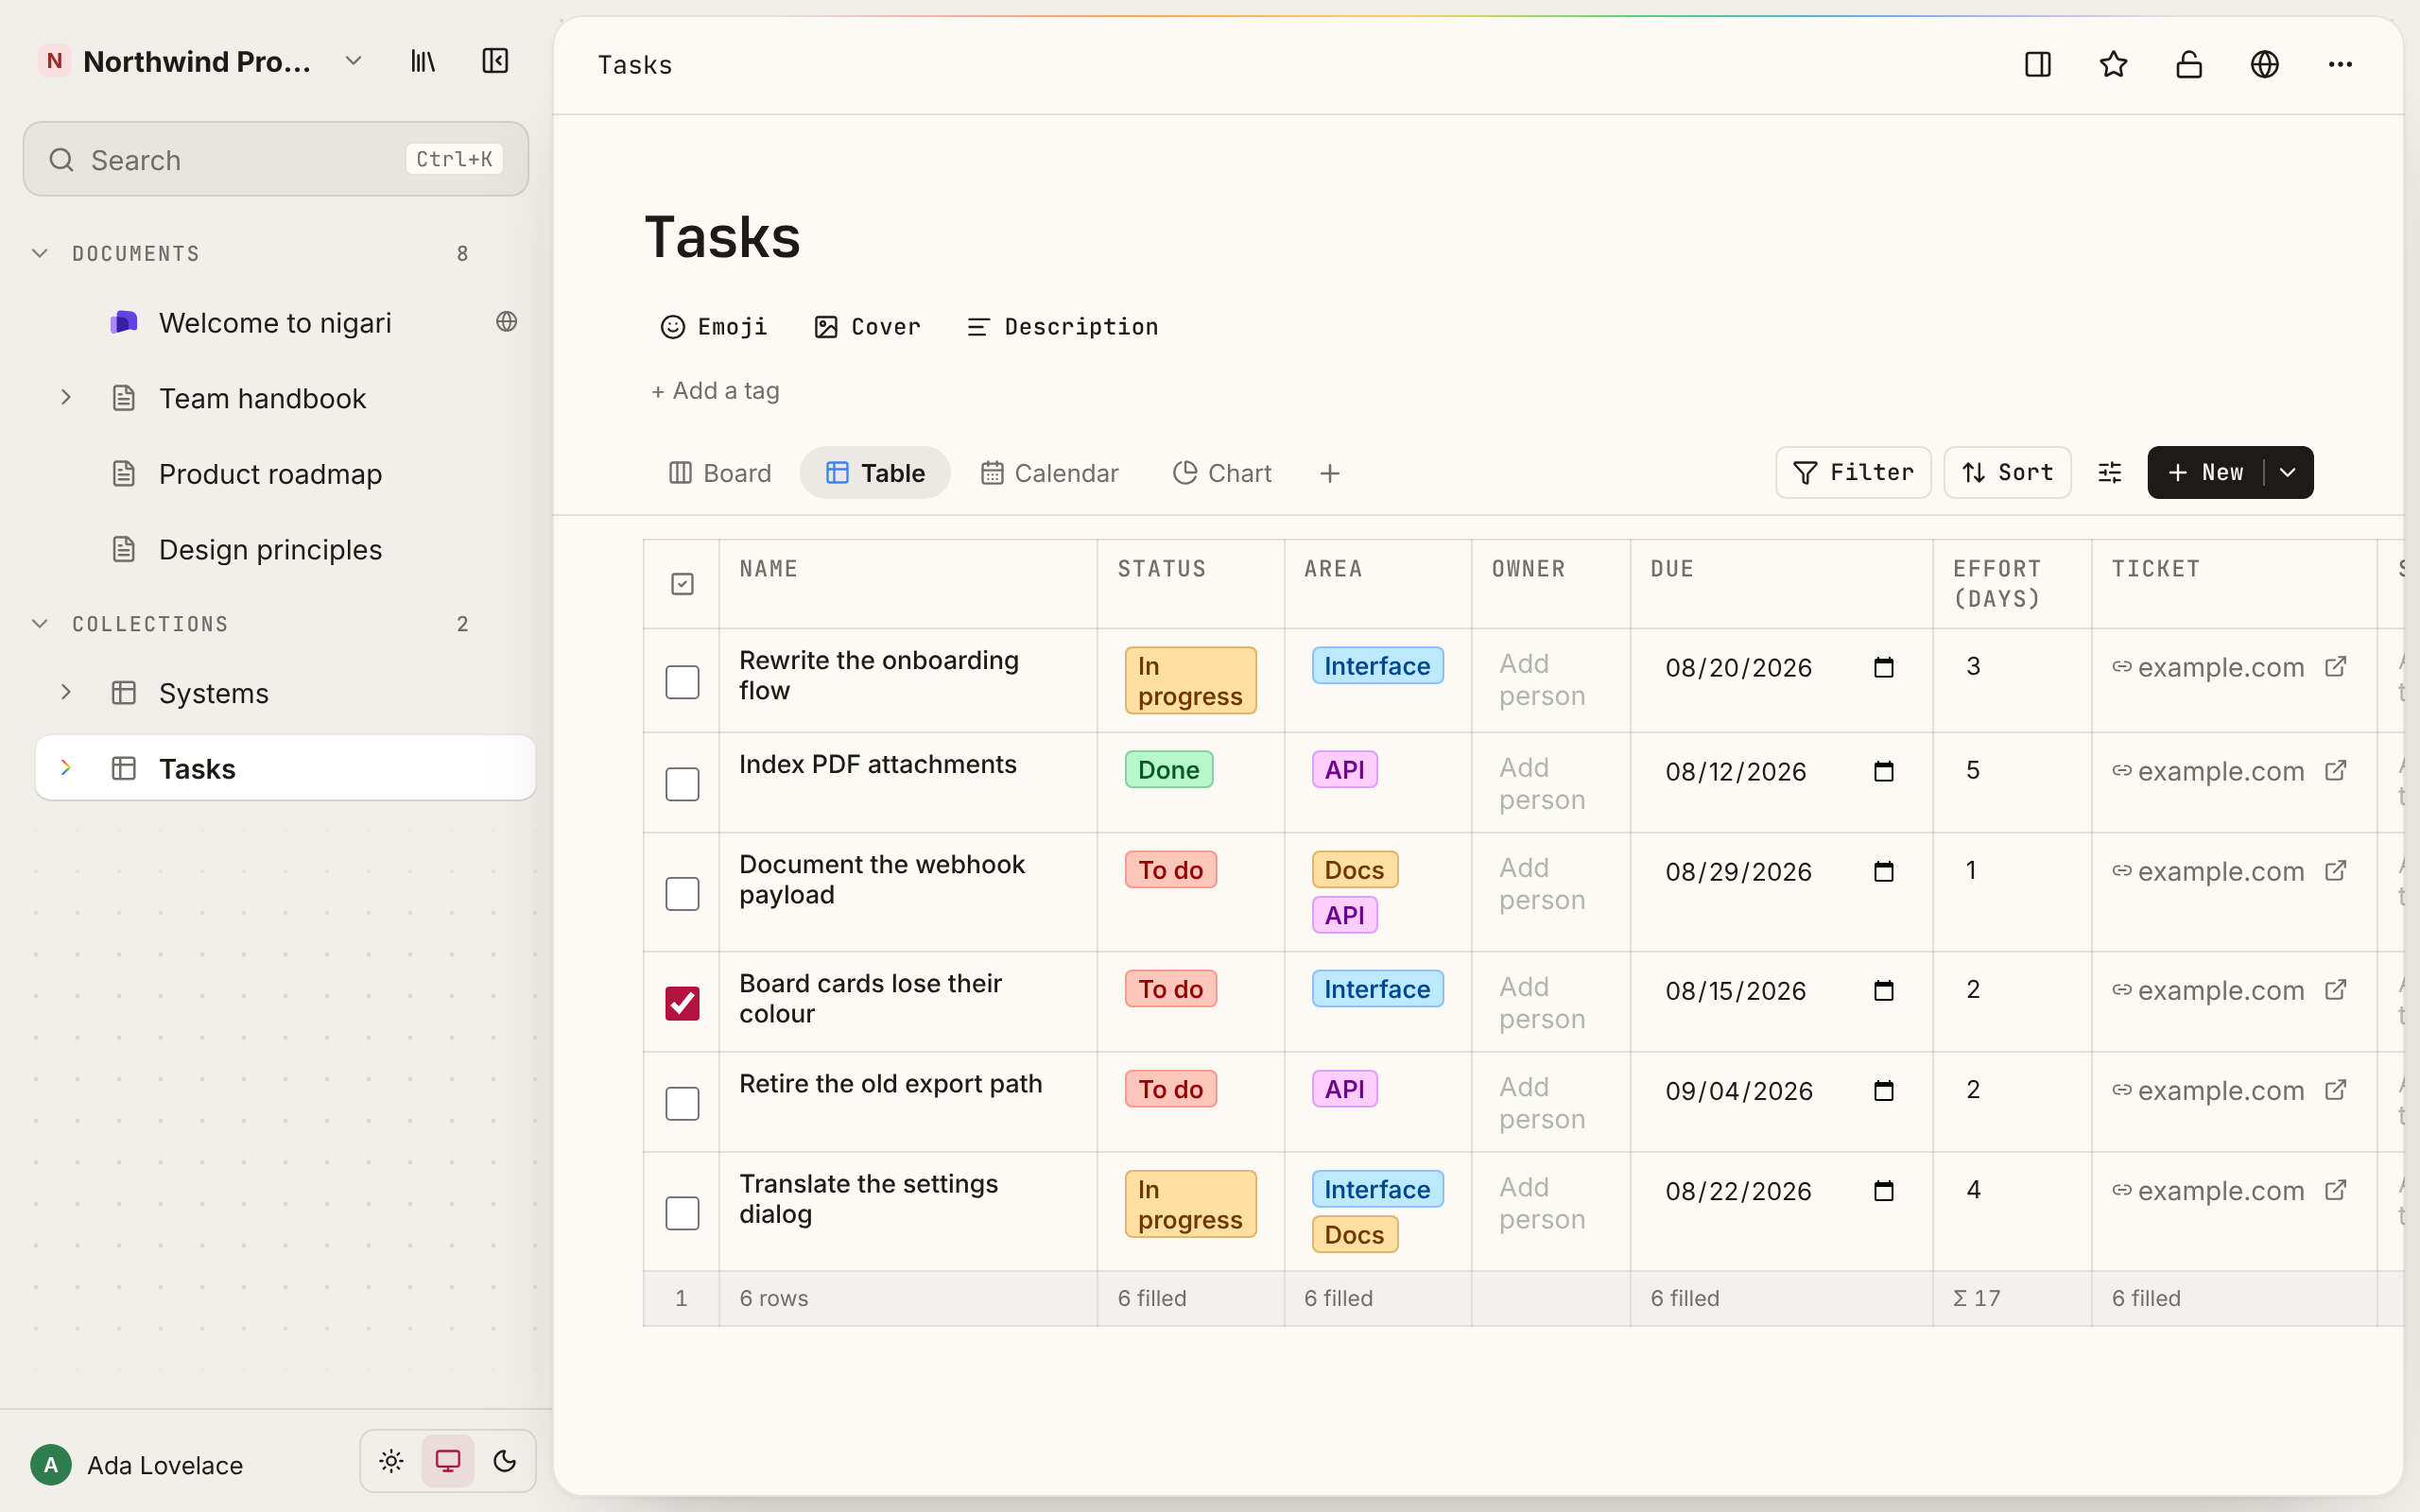 N Northwind Pro...
Search Ctrl+K
DOCUMENTS 8
Welcome to nigari
Team handbook
Product roadmap
Design principles
COLLECTIONS 2
Systems
Tasks
A Ada Lovelace
Tasks
Tasks
Emoji Cover Description
+ Add a tag
Board Table Calendar Chart +
Filter Sort + New
NAME STATUS AREA OWNER DUE EFFORT (DAYS) TICKET
Rewrite the onboarding flow In progress Interface Add person 08/20/2026 3 example.com
Index PDF attachments Done API Add person 08/12/2026 5 example.com
Document the webhook payload To do Docs API Add person 08/29/2026 1 example.com
Board cards lose their colour To do Interface Add person 08/15/2026 2 example.com
Retire the old export path To do API Add person 09/04/2026 2 example.com
Translate the settings dialog In progress Interface Docs Add person 08/22/2026 4 example.com
1 6 rows 6 filled 6 filled 6 filled Σ 17 6 filled